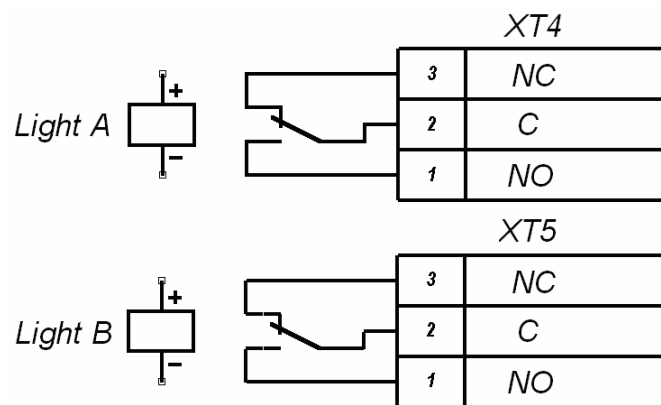 XT4
3 NC
+
Light A
2 C
−
1 NO
XT5
3 NC
+
Light B
2 C
−
1 NO